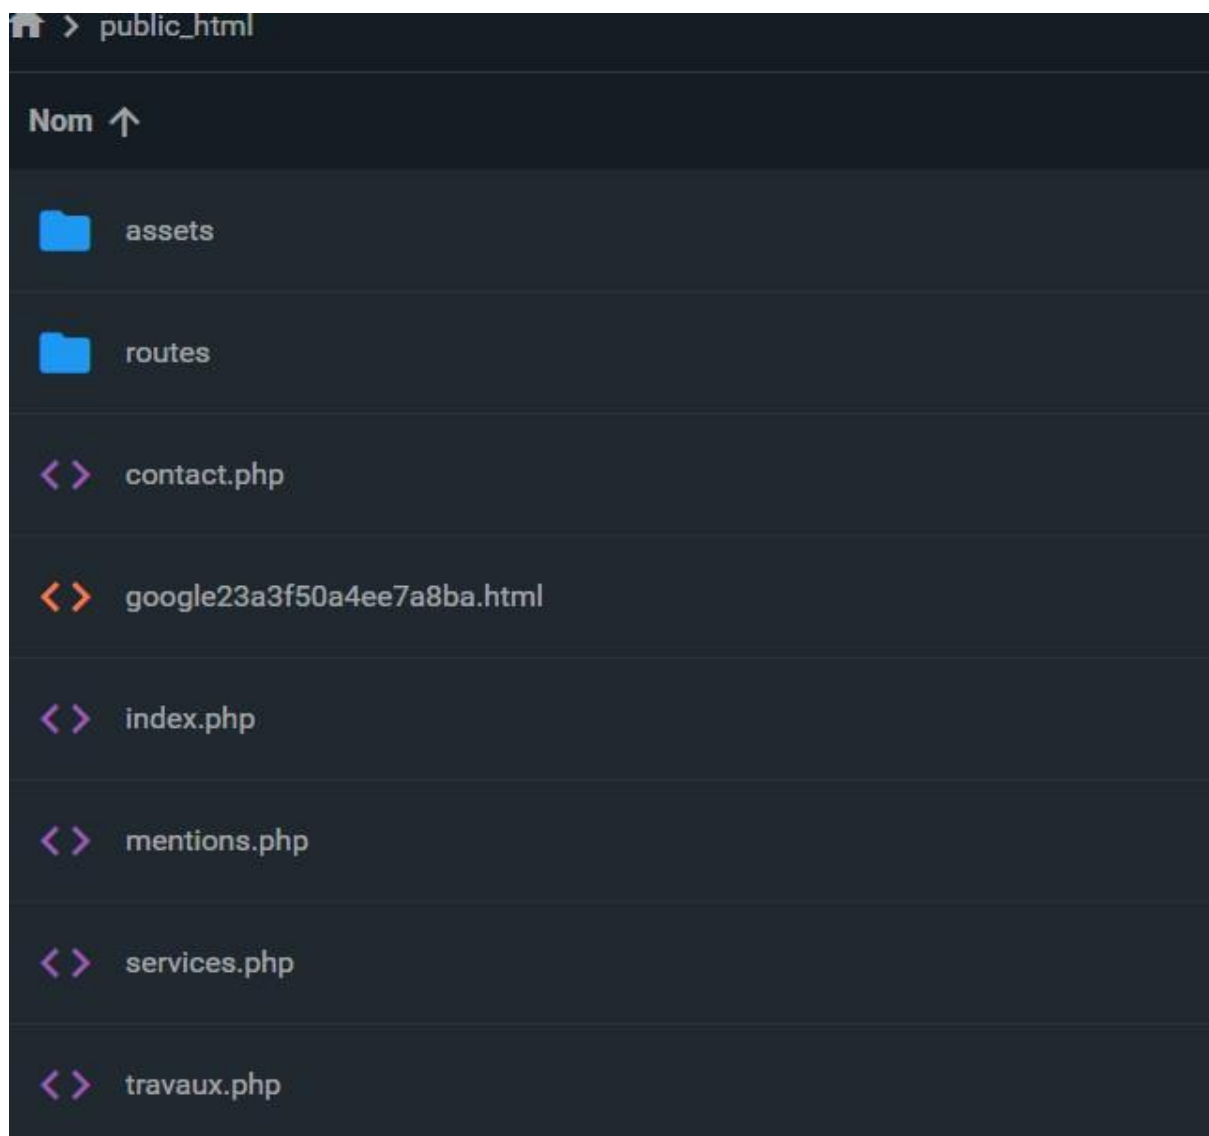 public_html
Nom
assets
routes
contact.php
google23a3f50a4ee7a8ba.html
index.php
mentions.php
services.php
travaux.php